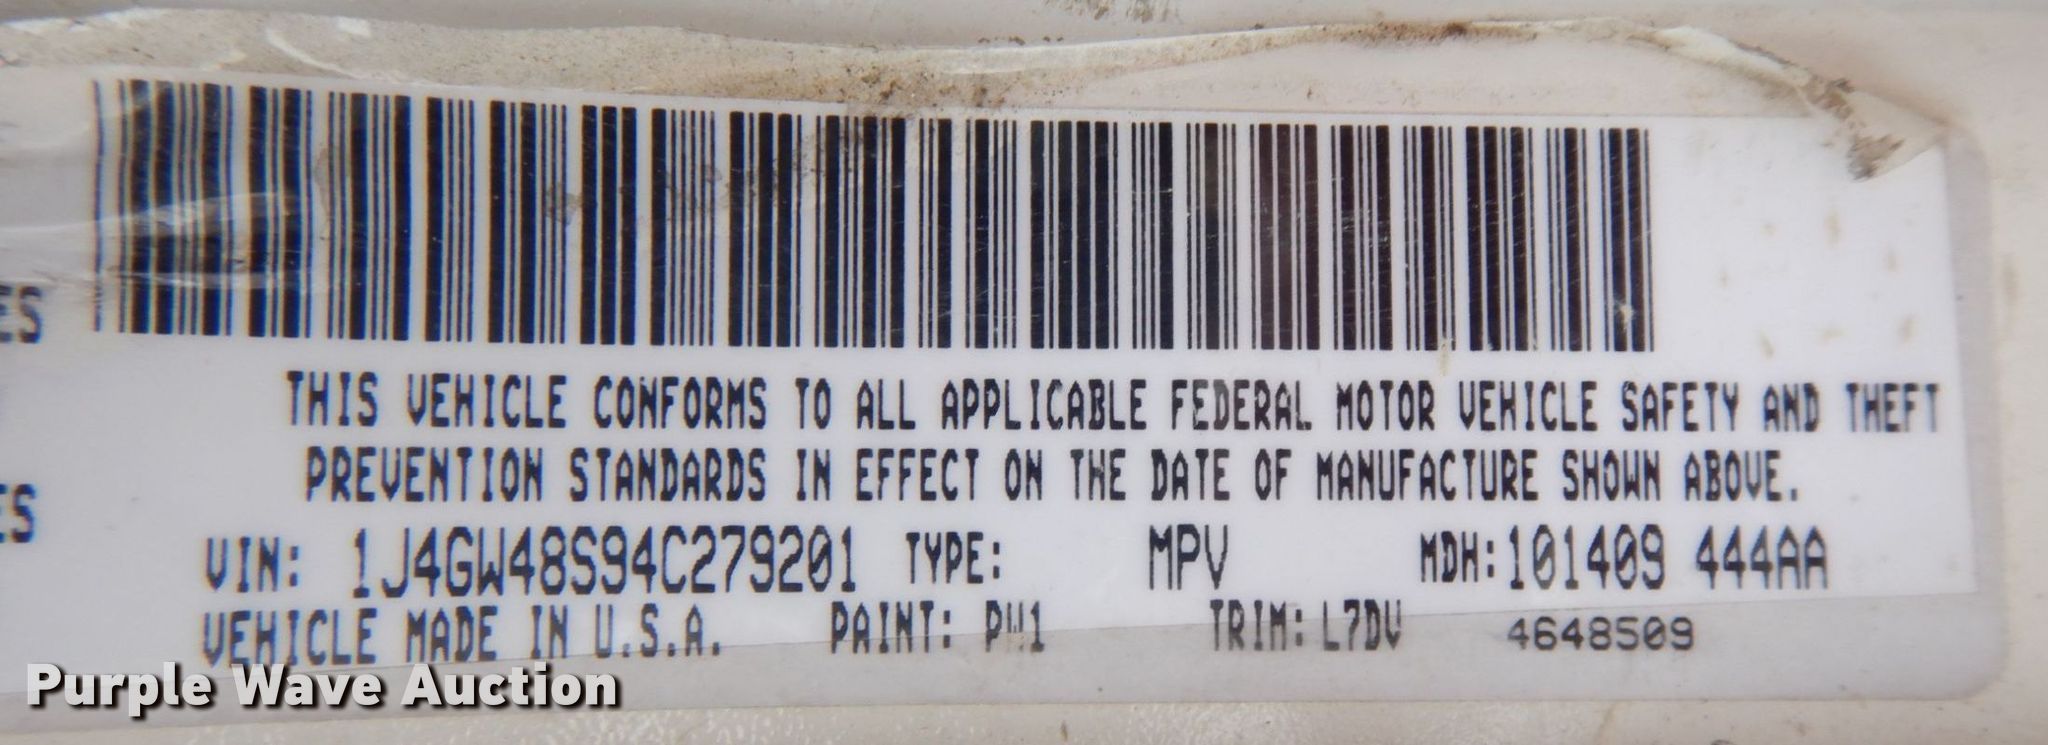 ES
THIS VEHICLE CONFORMS TO ALL APPLICABLE FEDERAL MOTOR VEHICLE SAFETY AND THEFT
PREVENTION STANDARDS IN EFFECT ON THE DATE OF MANUFACTURE SHOWN ABOVE.
ES
VIN: 1J4GW48S94C279201 TYPE: MPV MDH: 101409 444AA
VEHICLE MADE IN U.S.A. PAINT: PW1 TRIM: L7DV 4648509
Purple Wave Auction